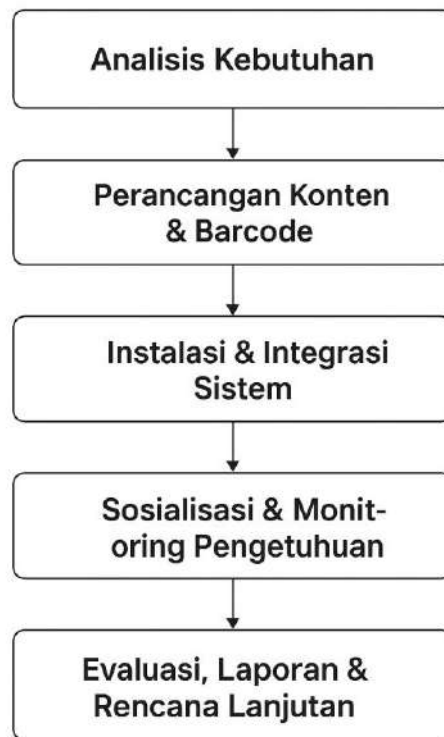 Analisis Kebutuhan
Perancangan Konten
& Barcode
Instalasi & Integrasi
Sistem
Sosialisasi & Monit-
oring Pengetuhuan
Evaluasi, Laporan &
Rencana Lanjutan